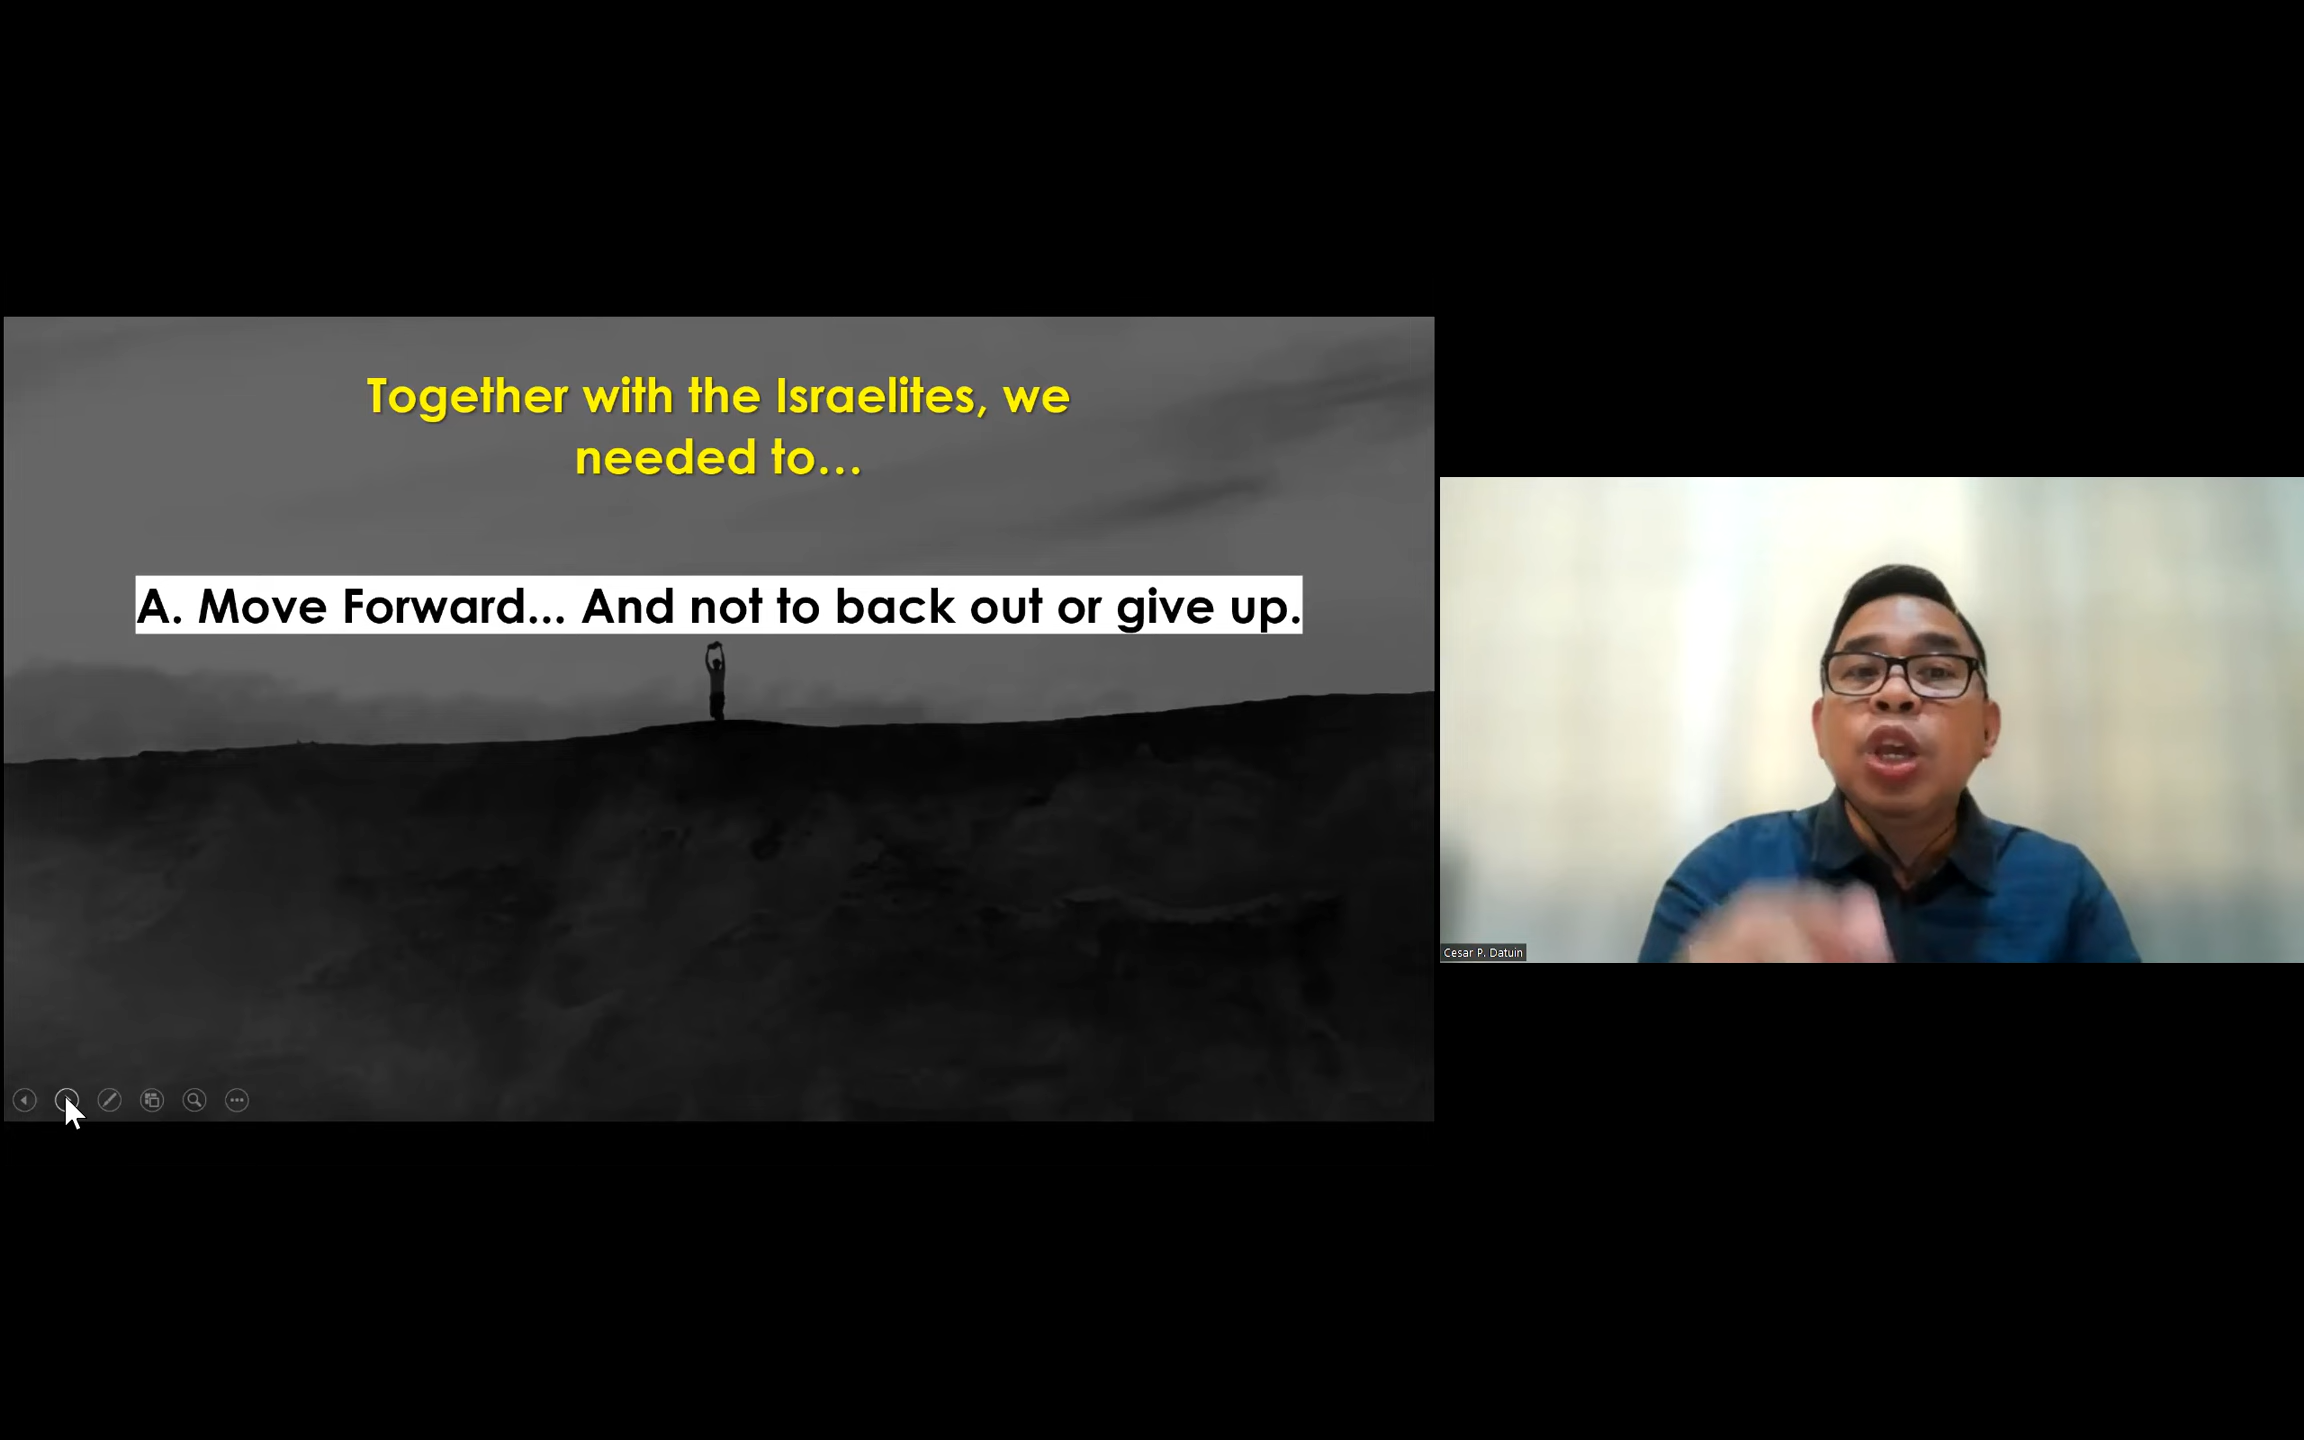 Together with the Israelites, we
needed to...
A. Move Forward... And not to back out or give up.
Cesar P. Datuin